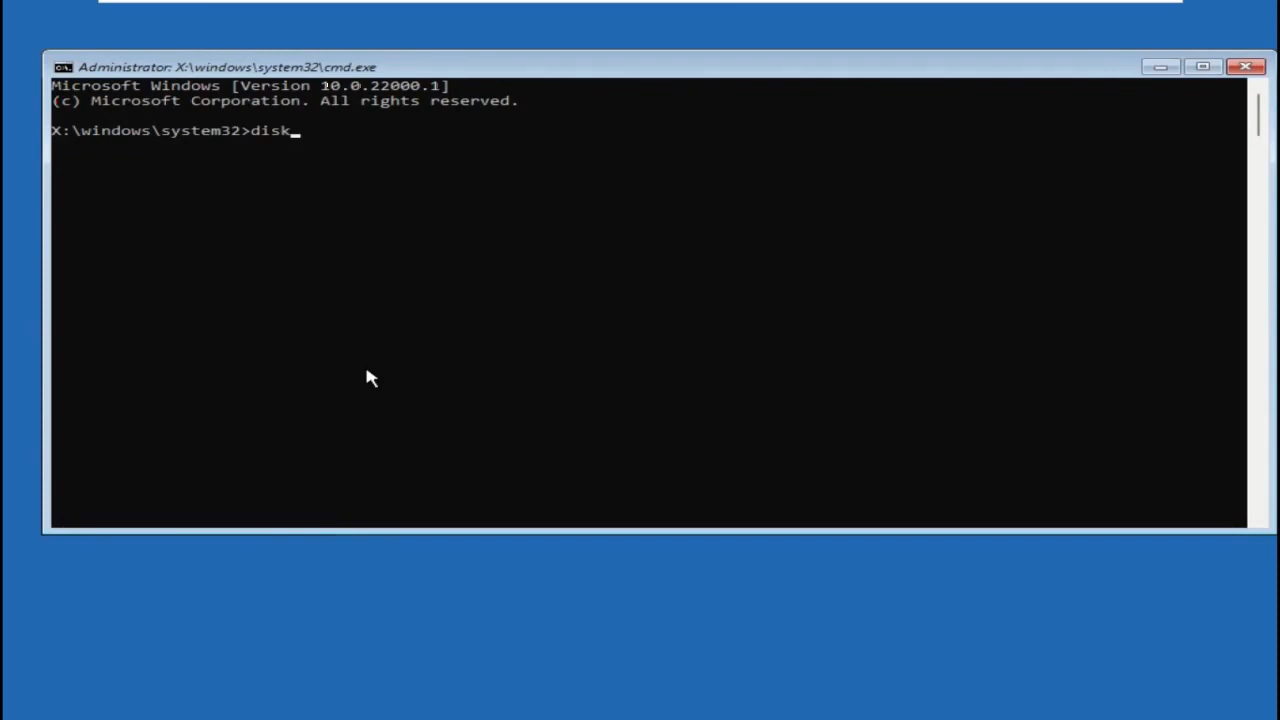 Administrator: X:\windows\system32\cmd.exe
Microsoft Windows [Version 10.0.22000.1]
(c) Microsoft Corporation. All rights reserved.
X:\windows\system32>disk_